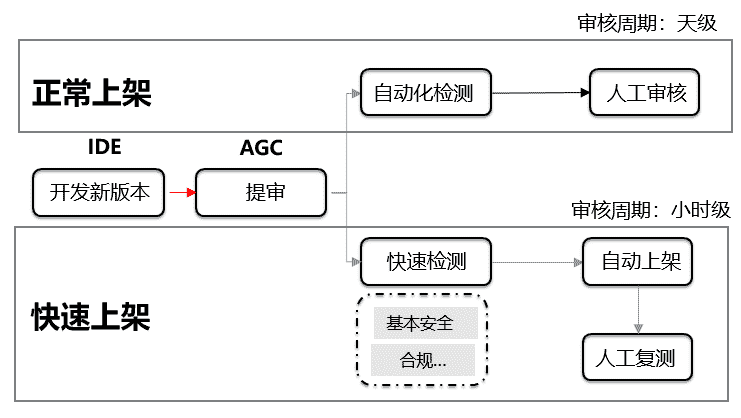 审核周期：天级
正常上架
自动化检测
人工审核
IDE
AGC
开发新版本
提审
审核周期：小时级
快速上架
快速检测
自动上架
基本安全
合规...
人工复测